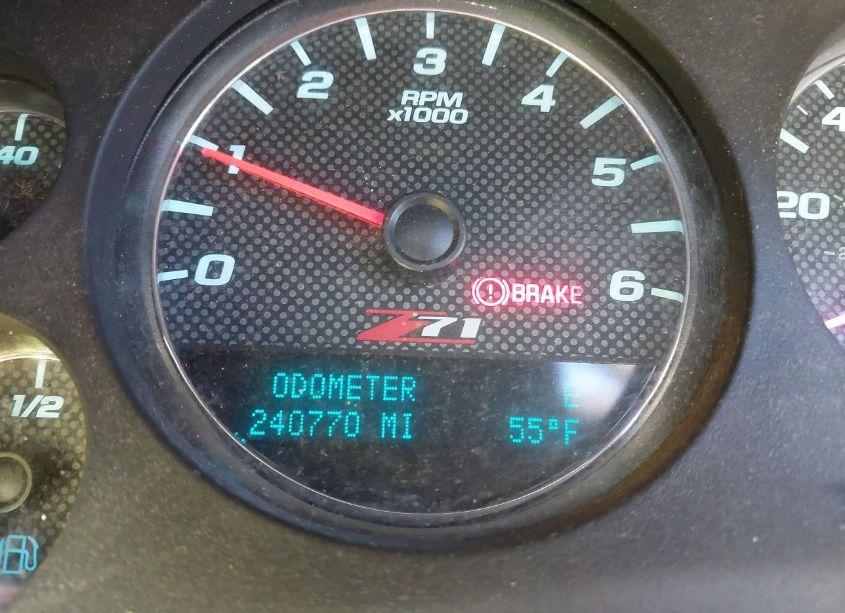 3
2
4
RPM
x1000
40
1
5
20
0
6
BRAKE
Z71
1/2
ODOMETER E
240770 MI 55°F